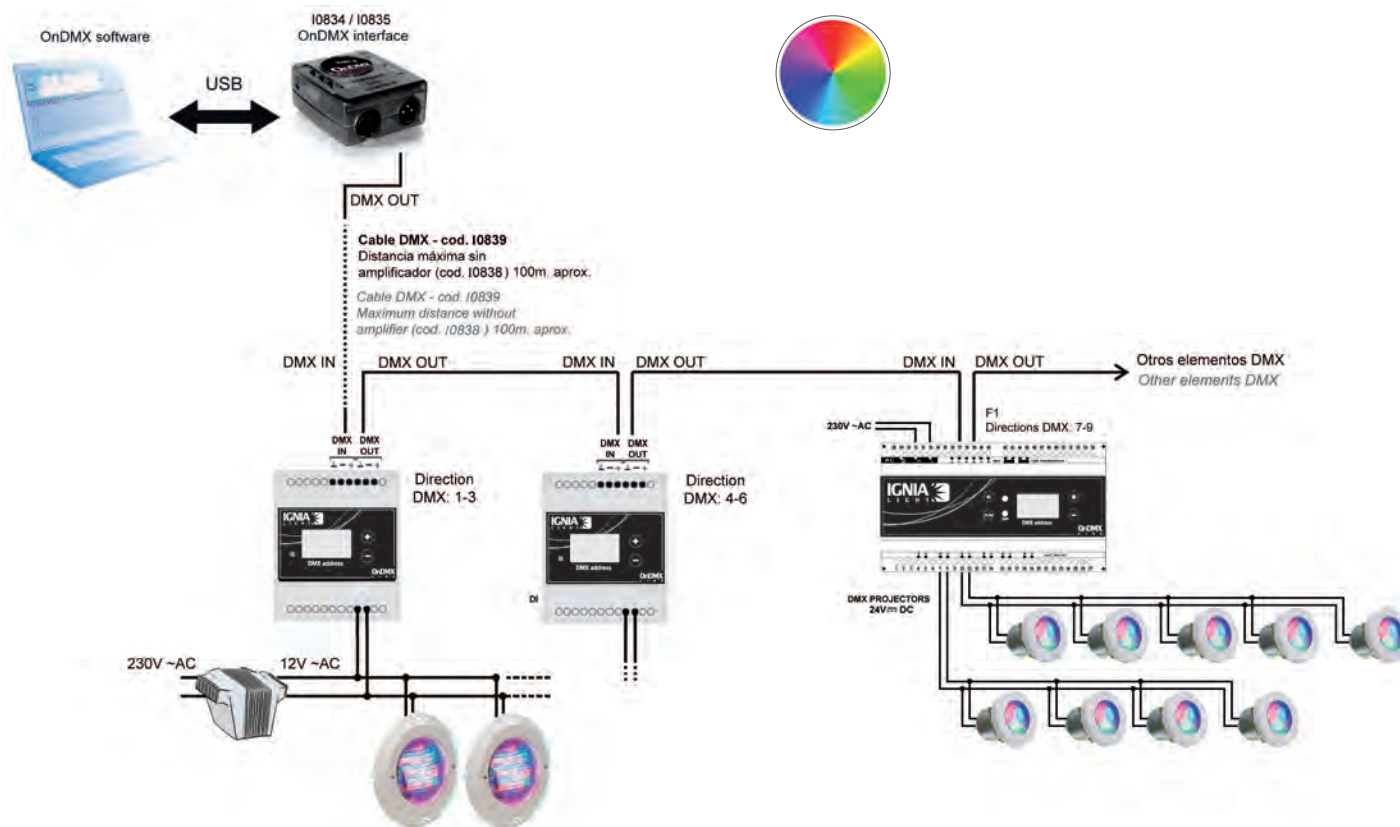 OnDMX software
I0834 / I0835
OnDMX interface
USB
OnDMX
DMX OUT
Cable DMX - cod. I0839
Distancia máxima sin
amplificador (cod. I0838 ) 100m. aprox.
Cable DMX - cod. I0839
Maximum distance without
amplifier (cod. I0838 ) 100m. aprox.
DMX IN
DMX OUT
DMX IN
DMX OUT
DMX IN
DMX OUT
Otros elementos DMX
Other elements DMX
DMX IN
DMX OUT
Direction
DMX: 1-3
IGNIA
LIGHT
DMX address
OnDMX
DMX IN
DMX OUT
Direction
DMX: 4-6
IGNIA
LIGHT
DMX address
OnDMX
DI
230V ~AC
F1
Directions DMX: 7-9
IGNIA
LIGHT
DMX address
OnDMX
DMX PROJECTORS
24V⎓ DC
230V ~AC
12V ~AC